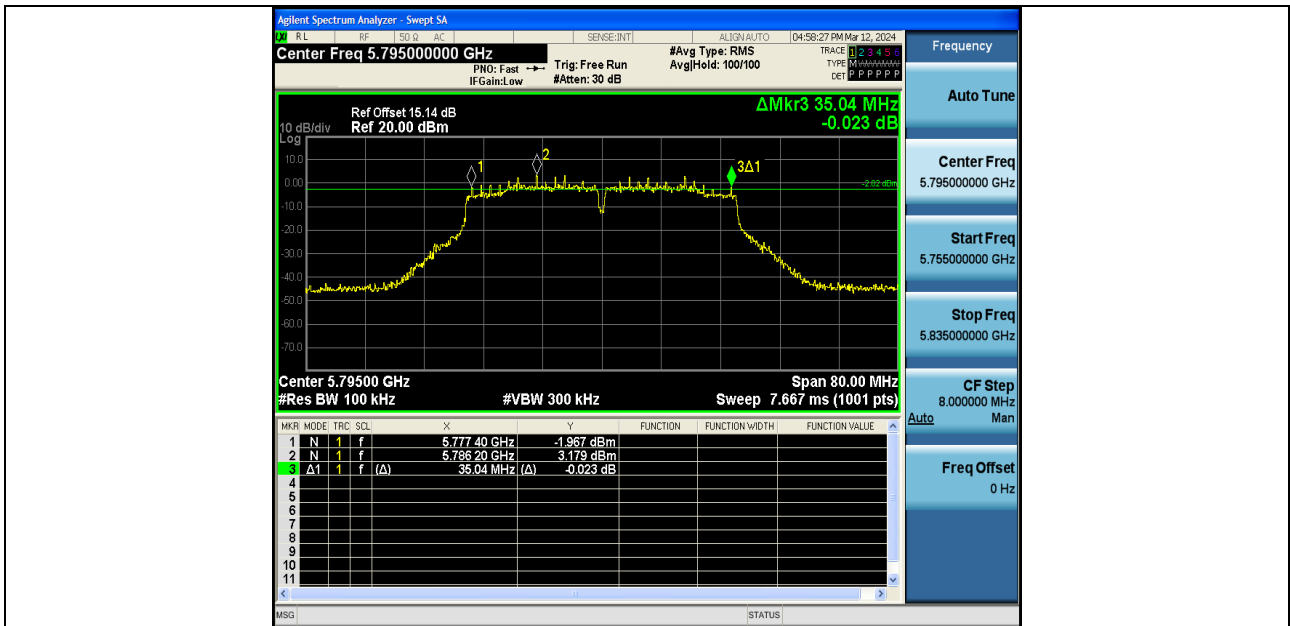 Agilent Spectrum Analyzer - Swept SA
LXI RL RF 50 Ω AC SENSE:INT ALIGN AUTO 04:58:27 PM Mar 12, 2024
Center Freq 5.795000000 GHz
PNO: Fast
IFGain:Low
Trig: Free Run
#Atten: 30 dB
#Avg Type: RMS
Avg|Hold: 100/100
TRACE 1 2 3 4 5 6
TYPE M
DET P P P P P P
ΔMkr3 35.04 MHz
-0.023 dB
Ref Offset 15.14 dB
10 dB/div Ref 20.00 dBm
Log
10.0
0.00
-10.0
-20.0
-30.0
-40.0
-50.0
-60.0
-70.0
1
2
3Δ1
-2.82 dBm
Center 5.79500 GHz Span 80.00 MHz
#Res BW 100 kHz #VBW 300 kHz Sweep 7.667 ms (1001 pts)
MKR MODE TRC SCL X Y FUNCTION FUNCTION WIDTH FUNCTION VALUE
1 N 1 f 5.777 40 GHz -1.967 dBm
2 N 1 f 5.786 20 GHz 3.179 dBm
3 Δ1 1 f (Δ) 35.04 MHz (Δ) -0.023 dB
4
5
6
7
8
9
10
11
MSG STATUS
Frequency
Auto Tune
Center Freq
5.795000000 GHz
Start Freq
5.755000000 GHz
Stop Freq
5.835000000 GHz
CF Step
8.000000 MHz
Auto Man
Freq Offset
0 Hz